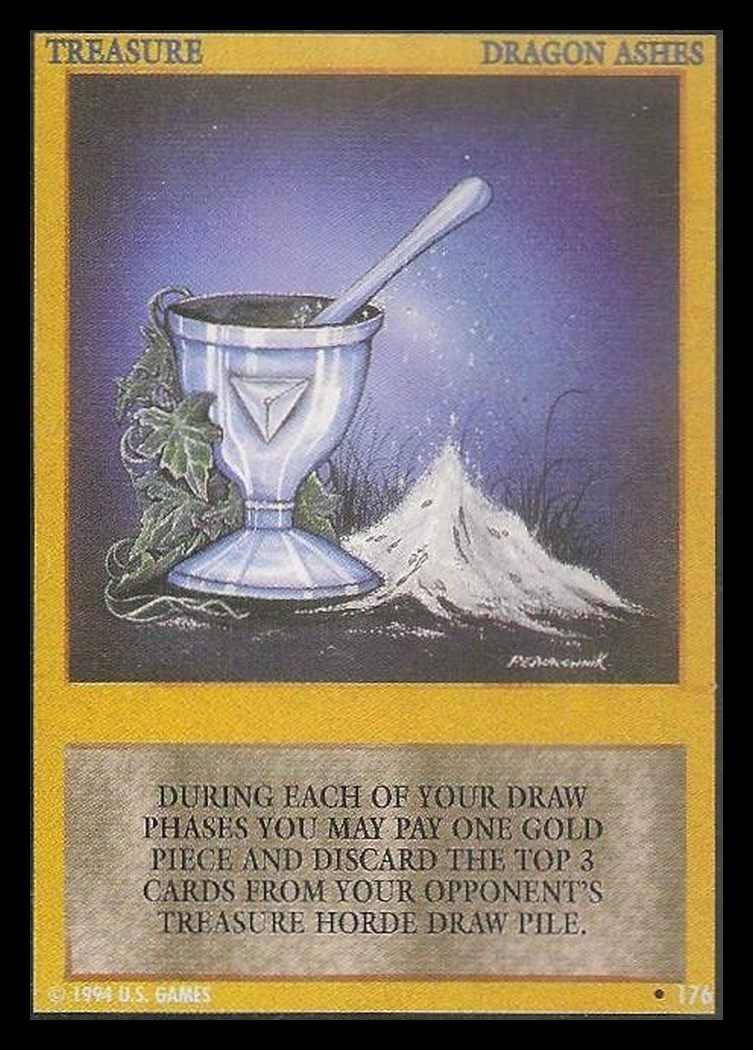 TREASURE DRAGON ASHES
DURING EACH OF YOUR DRAW
PHASES YOU MAY PAY ONE GOLD
PIECE AND DISCARD THE TOP 3
CARDS FROM YOUR OPPONENT'S
TREASURE HORDE DRAW PILE.
© 1994 U.S. GAMES • 176